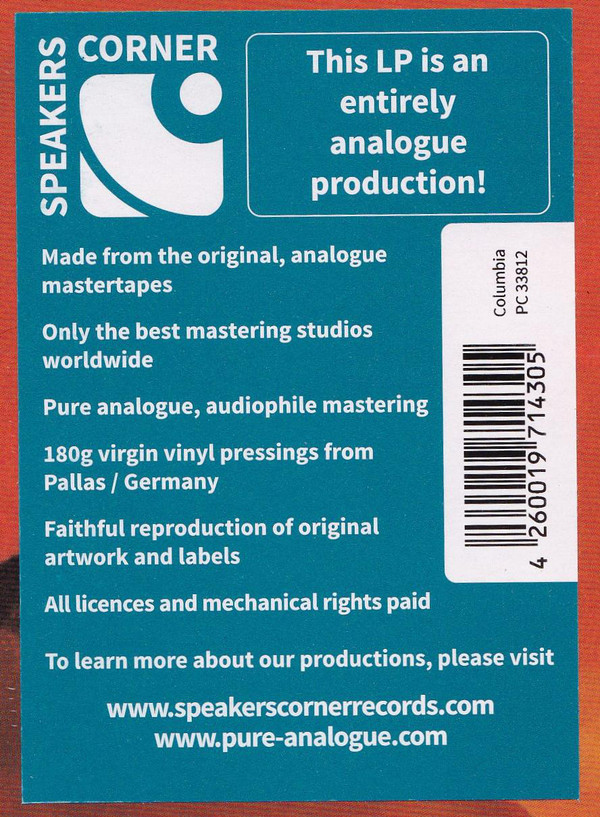 SPEAKERS
CORNER
This LP is an
entirely
analogue
production!
Made from the original, analogue
mastertapes
Only the best mastering studios
worldwide
Pure analogue, audiophile mastering
180g virgin vinyl pressings from
Pallas / Germany
Faithful reproduction of original
artwork and labels
All licences and mechanical rights paid
Columbia
PC 33812
4 260019 714305
To learn more about our productions, please visit
www.speakerscornerrecords.com
www.pure-analogue.com